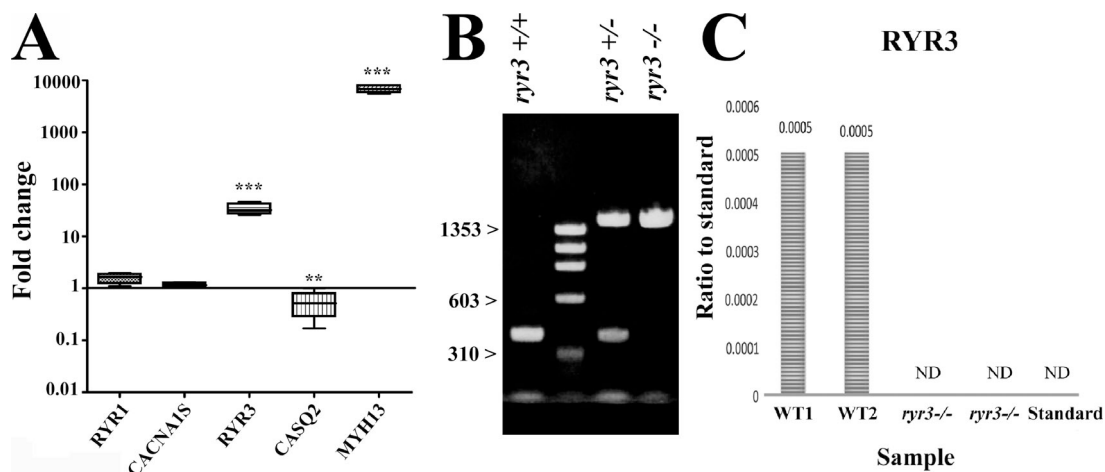 A
Fold change
10000
1000
100
10
1
0.1
0.01
***
***
**
RYR1
CACNA1S
RYR3
CASQ2
MYH13
B
ryr3 +/+
ryr3 +/-
ryr3 -/-
1353 >
603 >
310 >
C
RYR3
Ratio to standard
0.0006
0.0005
0.0004
0.0003
0.0002
0.0001
0
0.0005
0.0005
ND
ND
ND
WT1
WT2
ryr3-/-
ryr3-/-
Standard
Sample